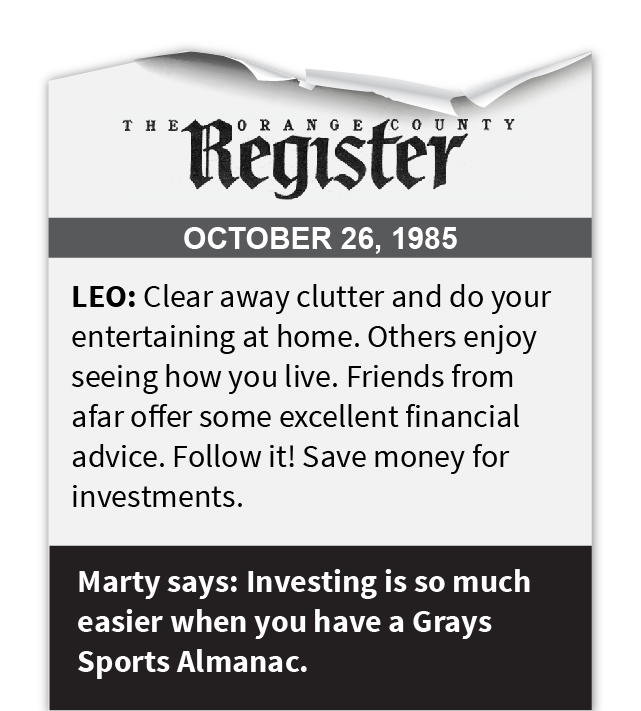 THE ORANGE COUNTY
Register
OCTOBER 26, 1985
LEO: Clear away clutter and do your
entertaining at home. Others enjoy
seeing how you live. Friends from
afar offer some excellent financial
advice. Follow it! Save money for
investments.
Marty says: Investing is so much
easier when you have a Grays
Sports Almanac.